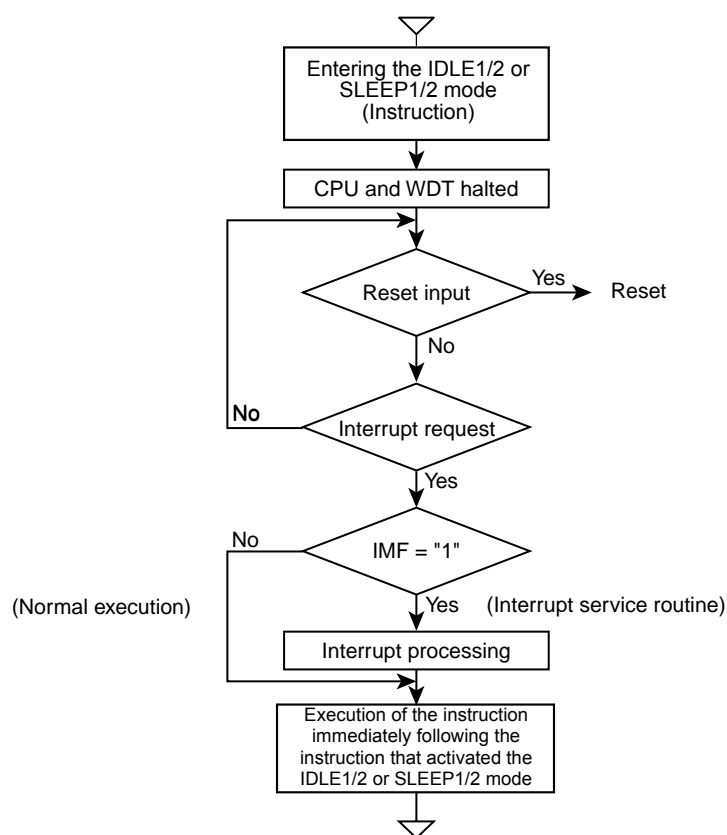 Entering the IDLE1/2 or
SLEEP1/2 mode
(Instruction)
CPU and WDT halted
Reset input
Yes
Reset
No
Interrupt request
No
Yes
IMF = "1"
No
Yes
(Normal execution)
(Interrupt service routine)
Interrupt processing
Execution of the instruction
immediately following the
instruction that activated the
IDLE1/2 or SLEEP1/2 mode